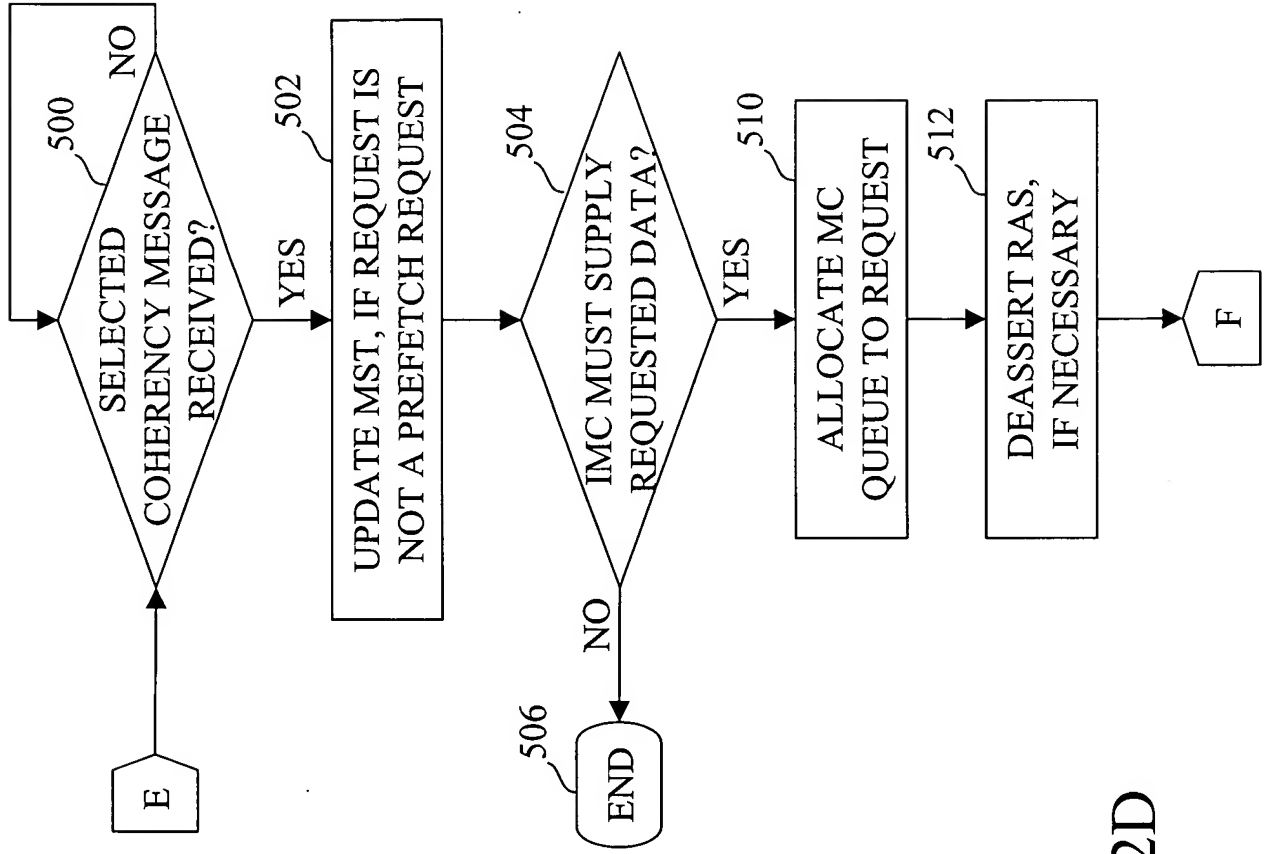 E
500
SELECTED
COHERENCY MESSAGE
RECEIVED?
NO
YES
502
UPDATE MST, IF REQUEST IS
NOT A PREFETCH REQUEST
504
IMC MUST SUPPLY
REQUESTED DATA?
NO
506
END
YES
510
ALLOCATE MC
QUEUE TO REQUEST
512
DEASSERT RAS,
IF NECESSARY
F
2D